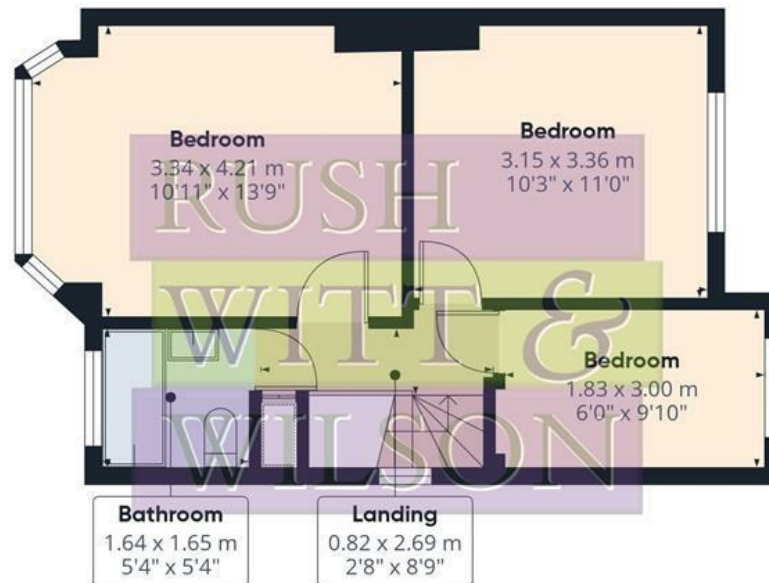 Bedroom
3.34 x 4.21 m
10'11" x 13'9"
Bedroom
3.15 x 3.36 m
10'3" x 11'0"
RUSH
WITT &
WILSON
Bedroom
1.83 x 3.00 m
6'0" x 9'10"
Bathroom
1.64 x 1.65 m
5'4" x 5'4"
Landing
0.82 x 2.69 m
2'8" x 8'9"